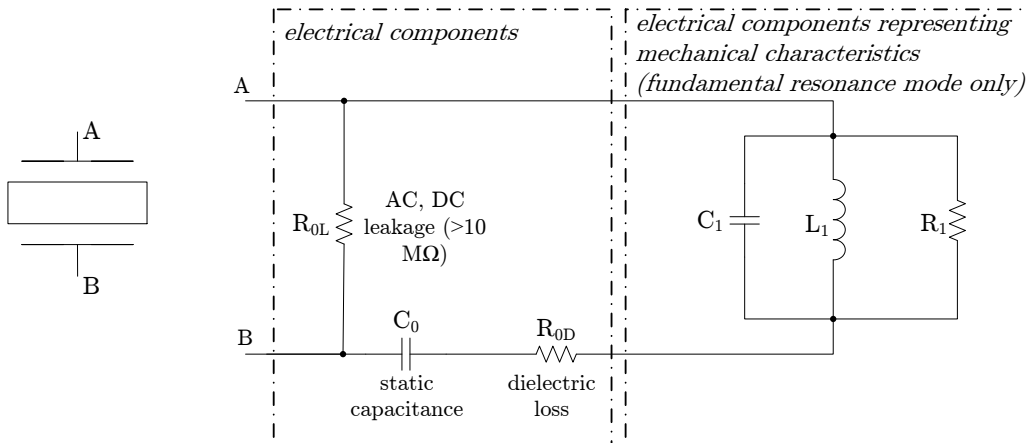 electrical components
electrical components representing
mechanical characteristics
(fundamental resonance mode only)
A
A
B
R0L
AC, DC
leakage (>10
MΩ)
C1
L1
R1
B
C0
R0D
static
capacitance
dielectric
loss